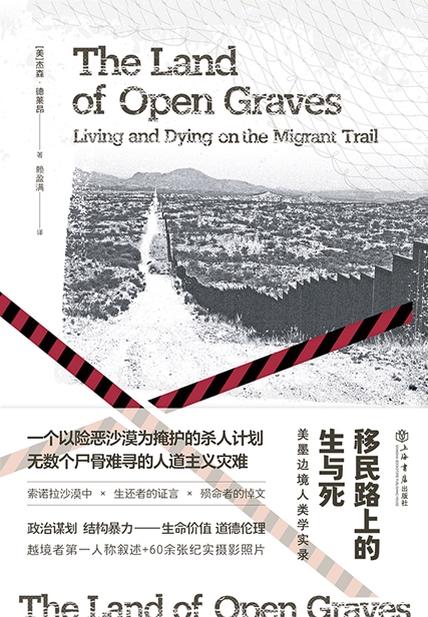 The Land
of Open Graves
Living and Dying on the Migrant Trail
[美]杰森·德莱昂——著
赖盈满——译
一个以险恶沙漠为掩护的杀人计划
无数个尸骨难寻的人道主义灾难
索诺拉沙漠中 × 生还者的证言 × 殒命者的悼文
政治谋划 结构暴力——生命价值 道德伦理
越境者第一人称叙述+60余张纪实摄影照片
移民路上的
生与死
美墨边境人类学实录
上海书店出版社
The Land of Open Graves